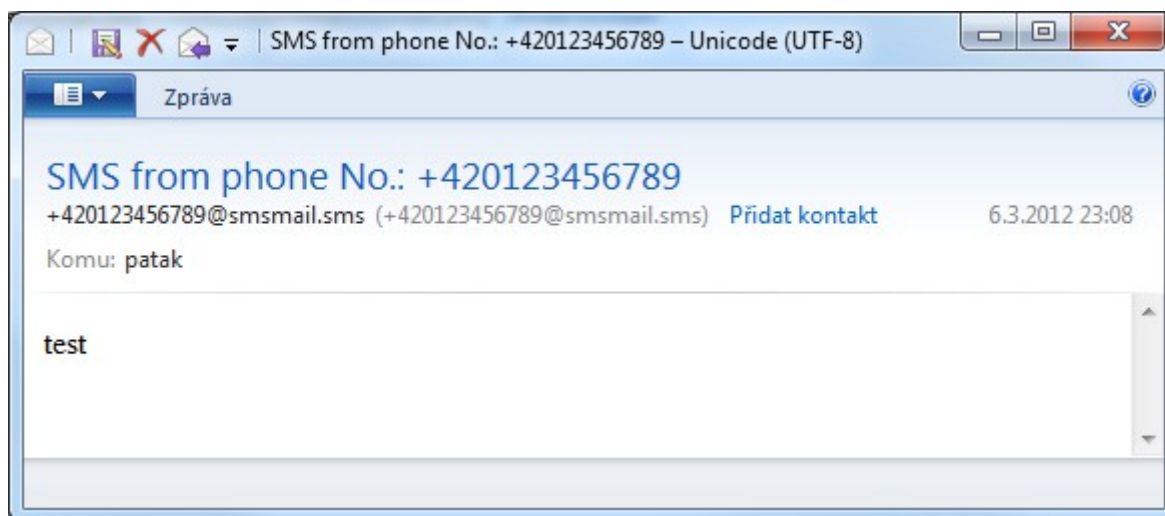 SMS from phone No.: +420123456789 – Unicode (UTF-8)
Zpráva
SMS from phone No.: +420123456789
+420123456789@smsmail.sms (+420123456789@smsmail.sms) Přidat kontakt 6.3.2012 23:08
Komu: patak
test